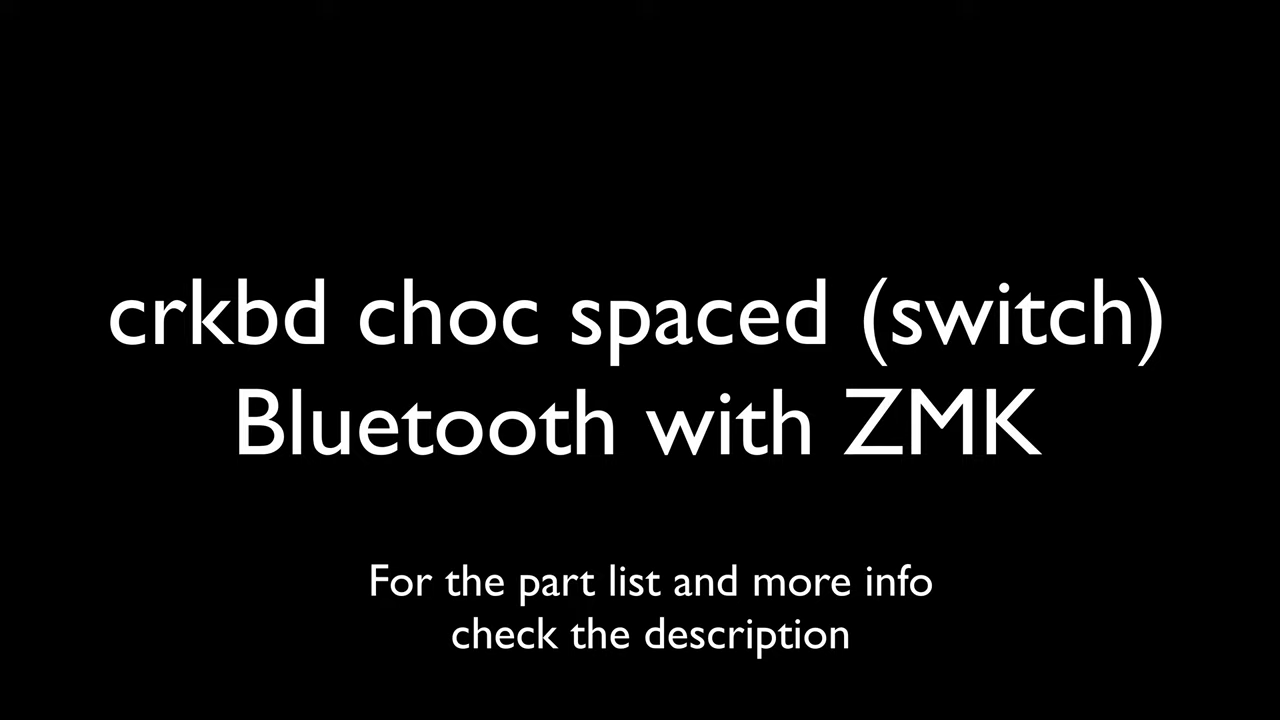 crkbd choc spaced (switch)
Bluetooth with ZMK
For the part list and more info
check the description